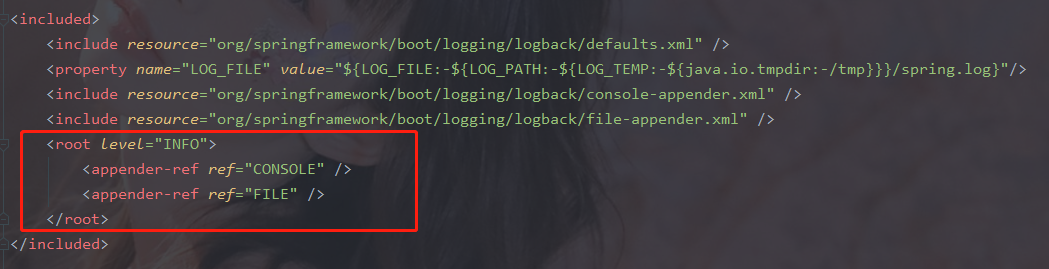 <included>
<include resource="org/springframework/boot/logging/logback/defaults.xml" />
<property name="LOG_FILE" value="${LOG_FILE:-${LOG_PATH:-${LOG_TEMP:-${java.io.tmpdir:-/tmp}}}/spring.log}"/>
<include resource="org/springframework/boot/logging/logback/console-appender.xml" />
<include resource="org/springframework/boot/logging/logback/file-appender.xml" />
<root level="INFO">
<appender-ref ref="CONSOLE" />
<appender-ref ref="FILE" />
</root>
</included>